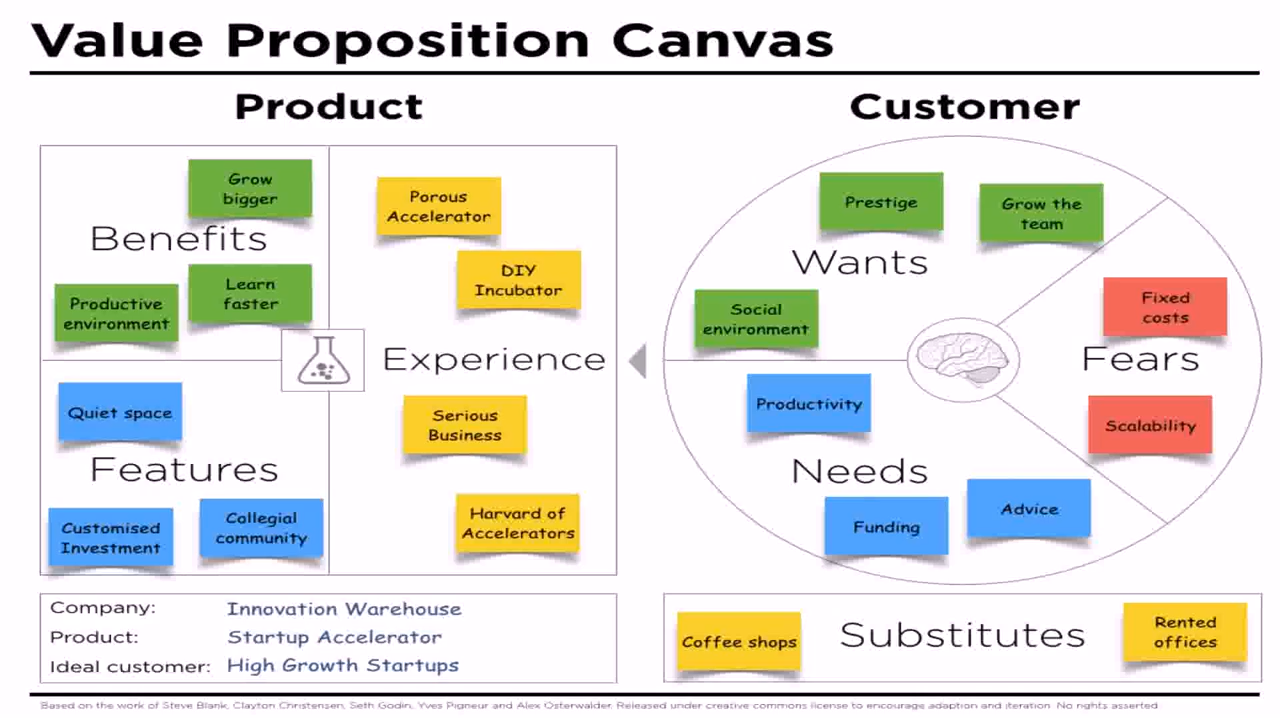 Value Proposition Canvas
Product
Customer
Grow
bigger
Benefits
Productive
environment
Learn
faster
Porous
Accelerator
DIY
Incubator
Experience
Serious
Business
Harvard of
Accelerators
Quiet space
Features
Customised
Investment
Collegial
community
Prestige
Grow the
team
Wants
Social
environment
Fixed
costs
Fears
Scalability
Productivity
Needs
Funding
Advice
Company: Innovation Warehouse
Product: Startup Accelerator
Ideal customer: High Growth Startups
Coffee shops
Substitutes
Rented
offices
Based on the work of Steve Blank, Clayton Christensen, Seth Godin, Yves Pigneur and Alex Osterwalder. Released under creative commons license to encourage adaption and iteration. No rights asserted.